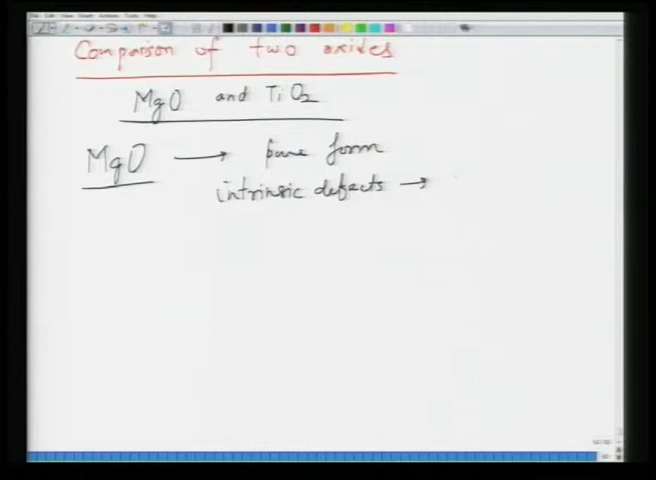 Comparison of two oxides
MgO and TiO2
MgO → pure form
intrinsic defects →